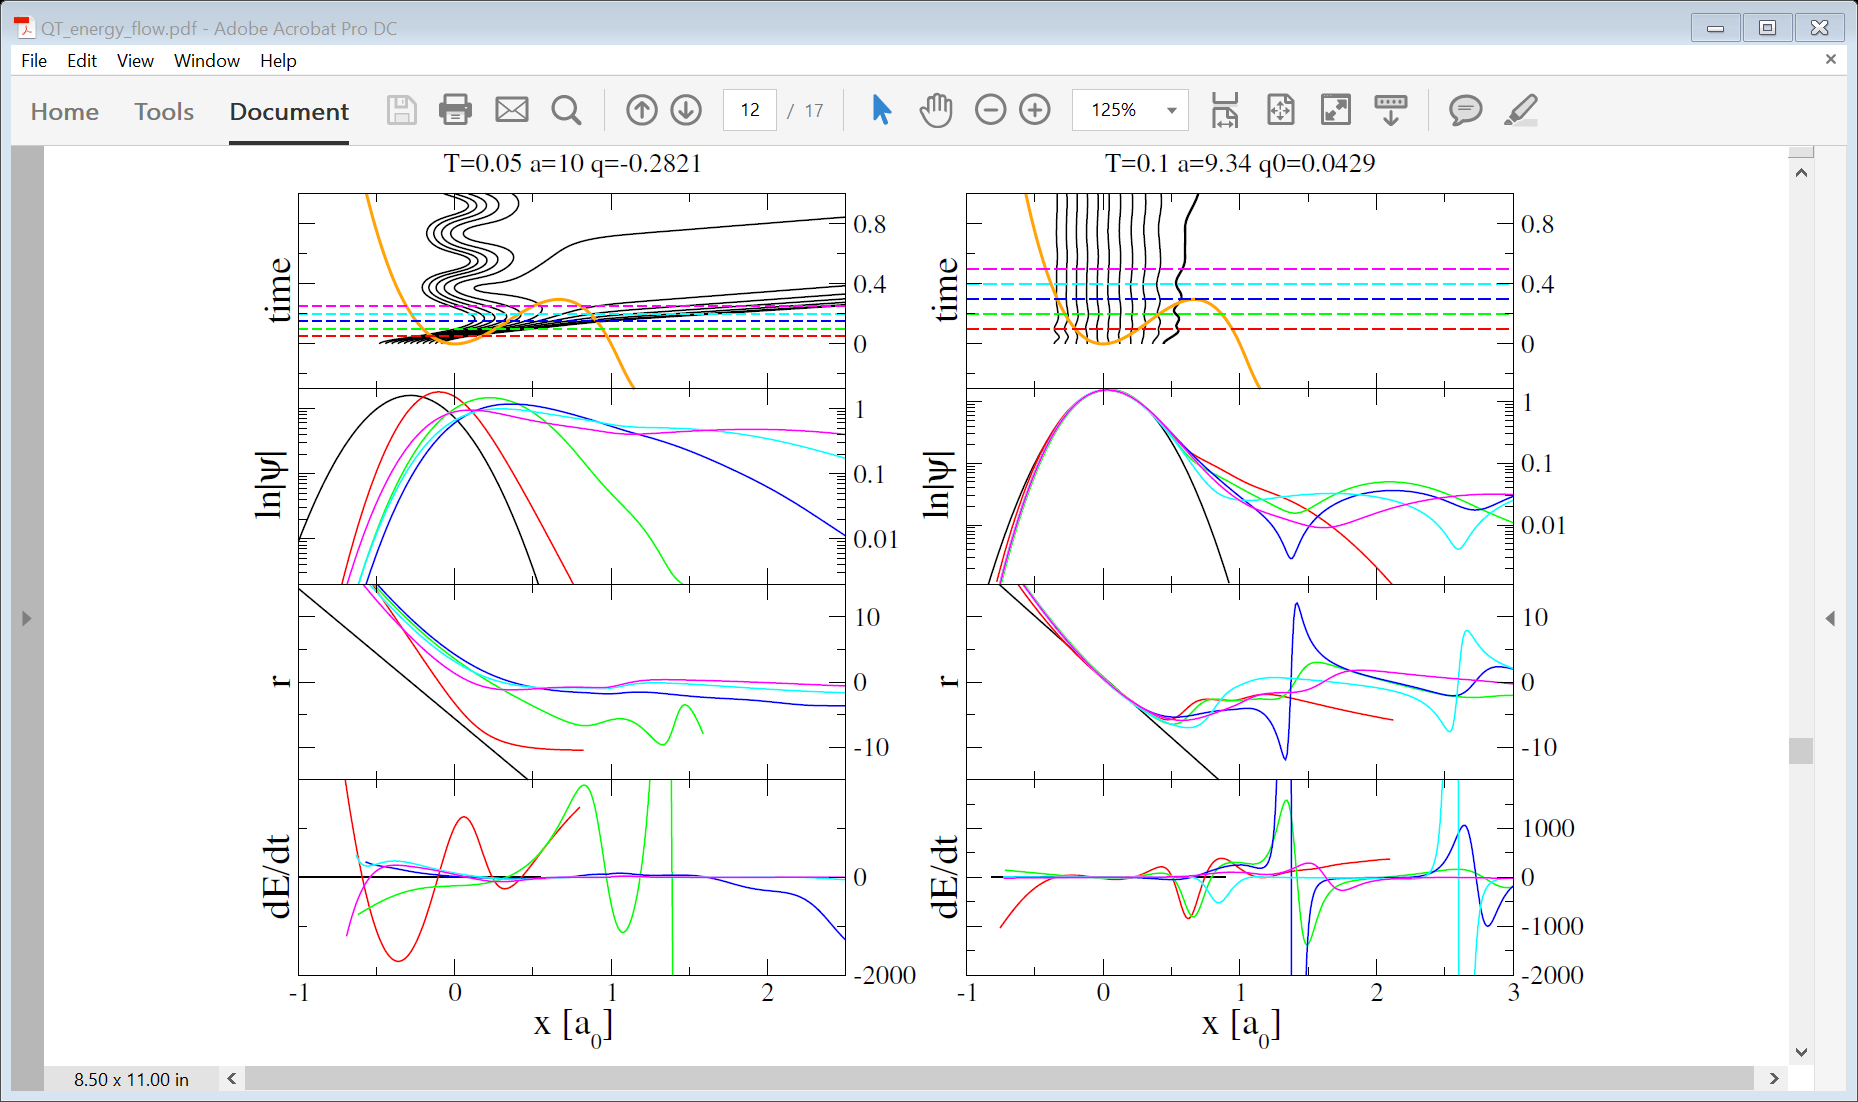 QT_energy_flow.pdf - Adobe Acrobat Pro DC
File Edit View Window Help
Home Tools Document 12 / 17 125%
T=0.05 a=10 q=-0.2821
time
0.8
0.4
0
ln|ψ|
1
0.1
0.01
r
10
0
-10
dE/dt
0
-2000
-1 0 1 2
x [a0]
T=0.1 a=9.34 q0=0.0429
time
0.8
0.4
0
ln|ψ|
1
0.1
0.01
r
10
0
-10
dE/dt
1000
0
-1000
-2000
-1 0 1 2 3
x [a0]
8.50 x 11.00 in